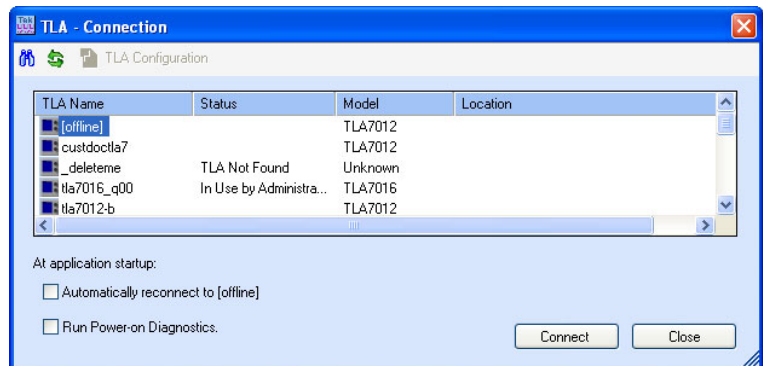 TLA - Connection
TLA Configuration
TLA Name Status Model Location
[offline] TLA7012
custdoctla7 TLA7012
_deleteme TLA Not Found Unknown
tla7016_q00 In Use by Administra... TLA7016
tla7012-b TLA7012
At application startup:
Automatically reconnect to [offline]
Run Power-on Diagnostics.
Connect Close